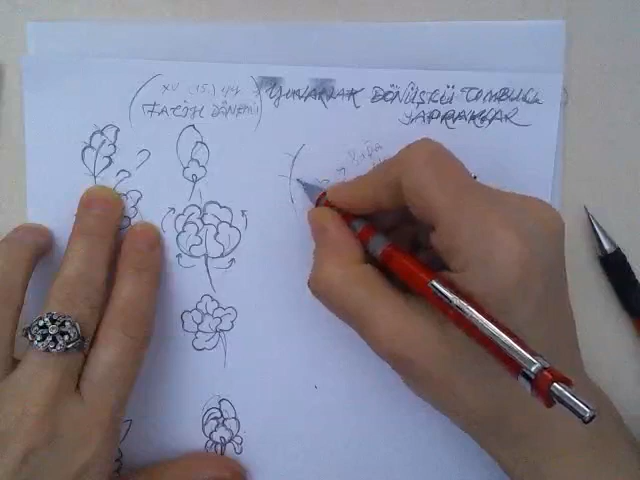 (XV (15) yy YUVARLAK DÖNÜŞLÜ TOMBUL
FATİH DÖNEMİ) YAPRAKLAR